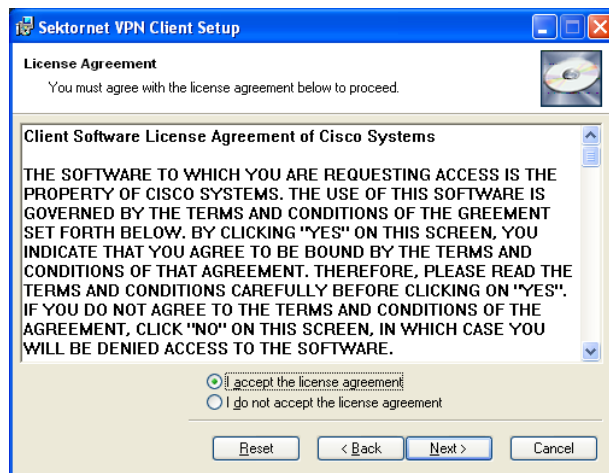 Sektornet VPN Client Setup
License Agreement
You must agree with the license agreement below to proceed.
Client Software License Agreement of Cisco Systems
THE SOFTWARE TO WHICH YOU ARE REQUESTING ACCESS IS THE
PROPERTY OF CISCO SYSTEMS. THE USE OF THIS SOFTWARE IS
GOVERNED BY THE TERMS AND CONDITIONS OF THE GREEMENT
SET FORTH BELOW. BY CLICKING "YES" ON THIS SCREEN, YOU
INDICATE THAT YOU AGREE TO BE BOUND BY THE TERMS AND
CONDITIONS OF THAT AGREEMENT. THEREFORE, PLEASE READ THE
TERMS AND CONDITIONS CAREFULLY BEFORE CLICKING ON "YES".
IF YOU DO NOT AGREE TO THE TERMS AND CONDITIONS OF THE
AGREEMENT, CLICK "NO" ON THIS SCREEN, IN WHICH CASE YOU
WILL BE DENIED ACCESS TO THE SOFTWARE.
I accept the license agreement
I do not accept the license agreement
Reset < Back Next > Cancel